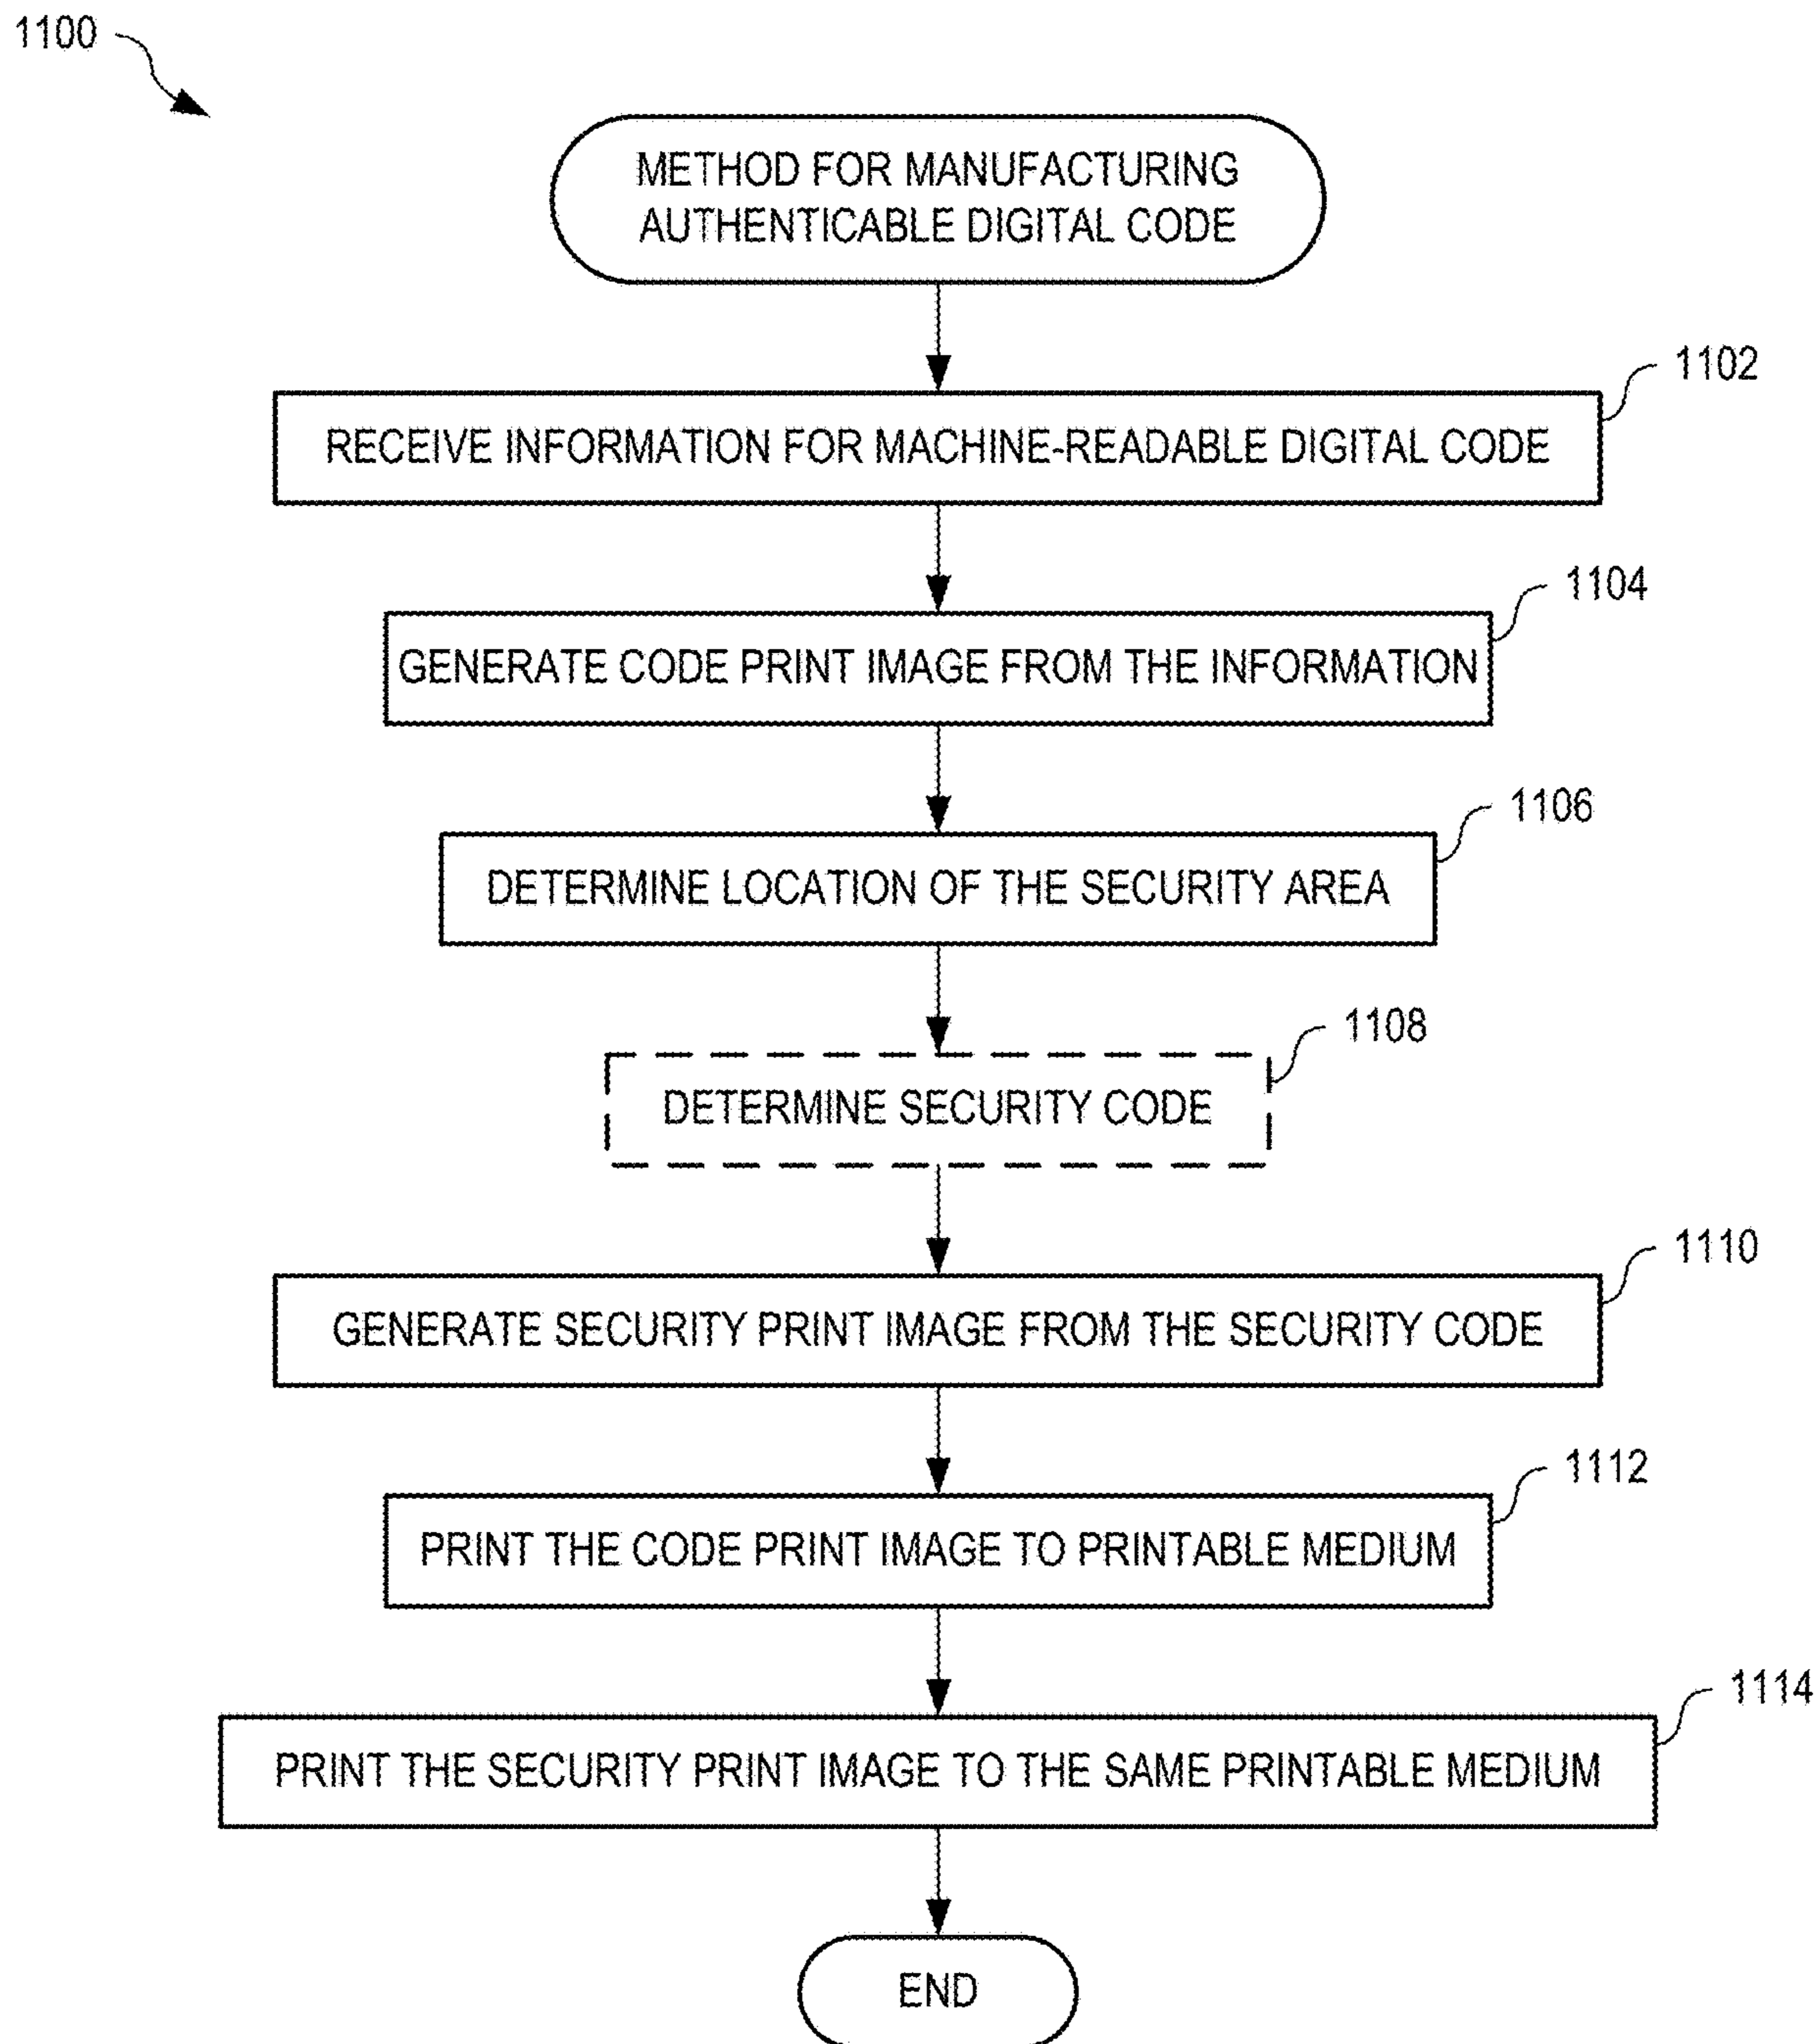 1100
METHOD FOR MANUFACTURING
AUTHENTICABLE DIGITAL CODE
1102
RECEIVE INFORMATION FOR MACHINE-READABLE DIGITAL CODE
1104
GENERATE CODE PRINT IMAGE FROM THE INFORMATION
1106
DETERMINE LOCATION OF THE SECURITY AREA
1108
DETERMINE SECURITY CODE
1110
GENERATE SECURITY PRINT IMAGE FROM THE SECURITY CODE
1112
PRINT THE CODE PRINT IMAGE TO PRINTABLE MEDIUM
1114
PRINT THE SECURITY PRINT IMAGE TO THE SAME PRINTABLE MEDIUM
END